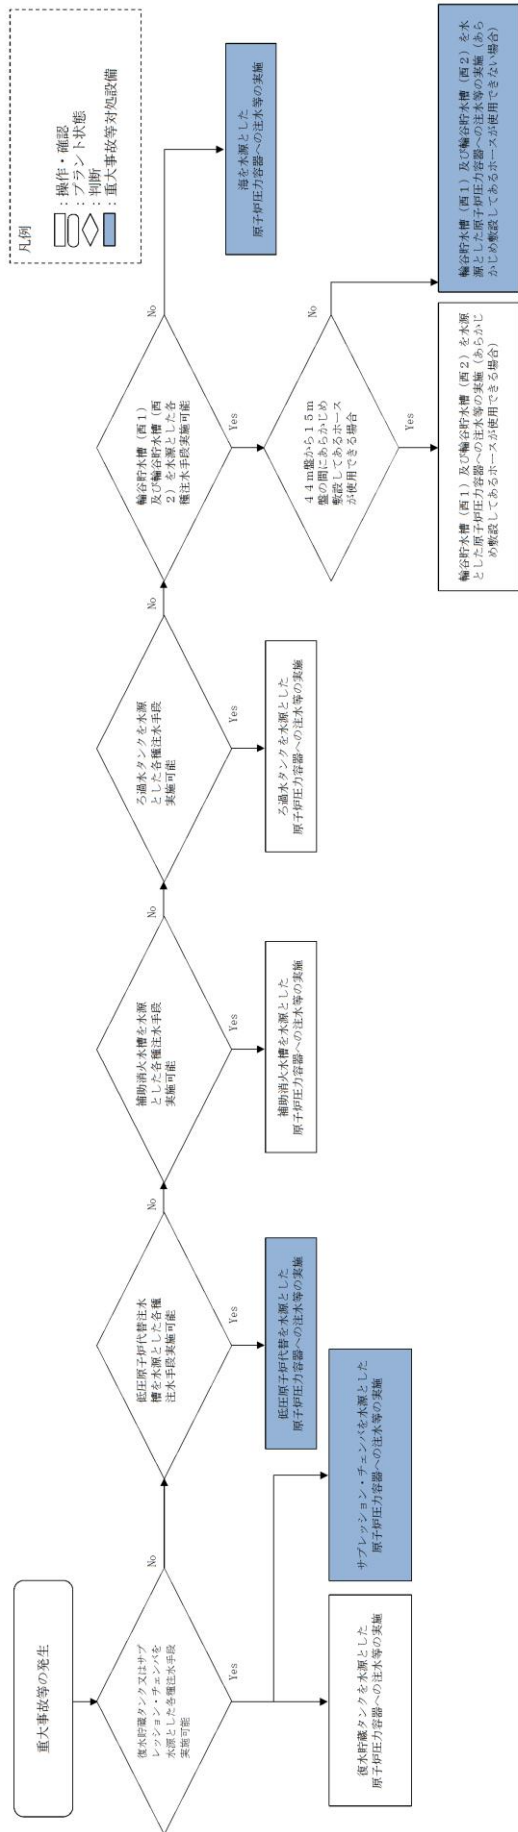 凡例
：操作・確認
：プラント状態
：判断
：重大事故等対処設備
重大事故等の発生
復水貯蔵タンク又はサプ
レッション・チェンバを
水源とした各種注水手段
実施可能
No
Yes
復水貯蔵タンクを水源とした
原子炉圧力容器への注水等の実施
サプレッション・チェンバを水源とした
原子炉圧力容器への注水等の実施
低圧原子炉代替注水
槽を水源とした各種
注水手段実施可能
No
Yes
低圧原子炉代替を水源とした
原子炉圧力容器への注水等の実施
補助消火水槽を水源
とした各種注水手段
実施可能
No
Yes
補助消火水槽を水源とした
原子炉圧力容器への注水等の実施
ろ過水タンクを水源
とした各種注水手段
実施可能
No
Yes
ろ過水タンクを水源とした
原子炉圧力容器への注水等の実施
輪谷貯水槽（西１）
及び輪谷貯水槽（西
２）を水源とした各
種注水手段実施可能
No
Yes
海を水源とした
原子炉圧力容器への注水等の実施
４４ｍ盤から１５ｍ
盤の間にあらかじめ
敷設してあるホース
が使用できる場合
No
Yes
輪谷貯水槽（西１）及び輪谷貯水槽（西２）を水源
とした原子炉圧力容器への注水等の実施（あらかじ
め敷設してあるホースが使用できる場合）
輪谷貯水槽（西１）及び輪谷貯水槽（西２）を水
源とした原子炉圧力容器への注水等の実施（あら
かじめ敷設してあるホースが使用できない場合）